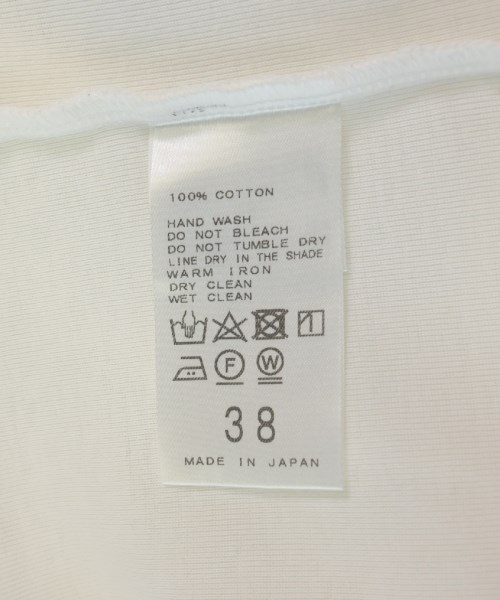 100% COTTON
HAND WASH
DO NOT BLEACH
DO NOT TUMBLE DRY
LINE DRY IN THE SHADE
WARM IRON
DRY CLEAN
WET CLEAN
F W
38
MADE IN JAPAN